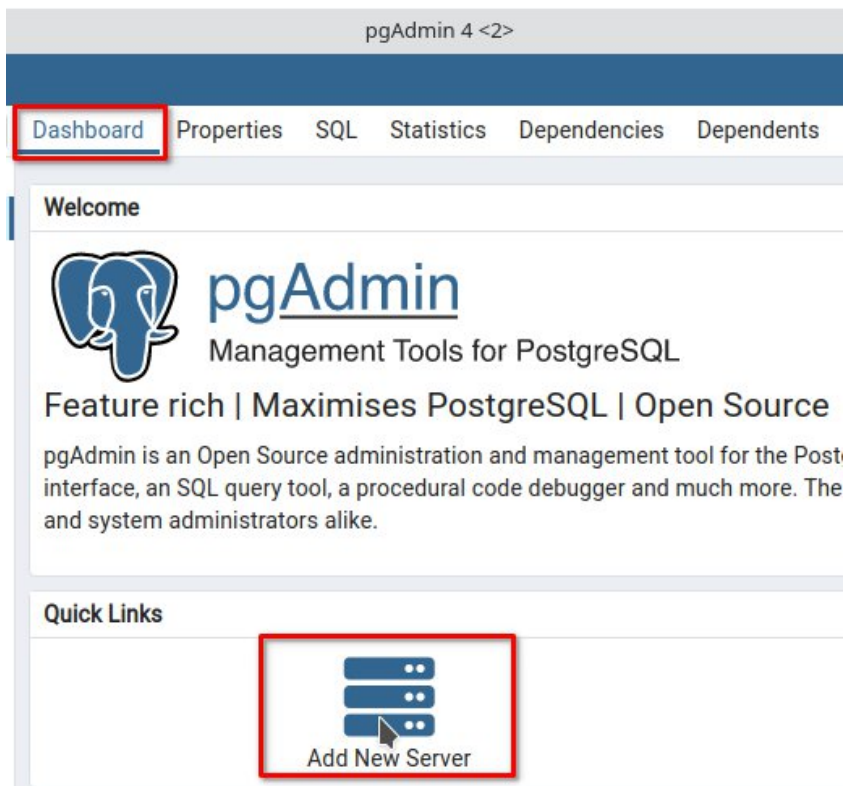 pgAdmin 4 <2>
Dashboard Properties SQL Statistics Dependencies Dependents
Welcome
pgAdmin
Management Tools for PostgreSQL
Feature rich | Maximises PostgreSQL | Open Source
pgAdmin is an Open Source administration and management tool for the
interface, an SQL query tool, a procedural code debugger and much more. The
and system administrators alike.
Quick Links
Add New Server